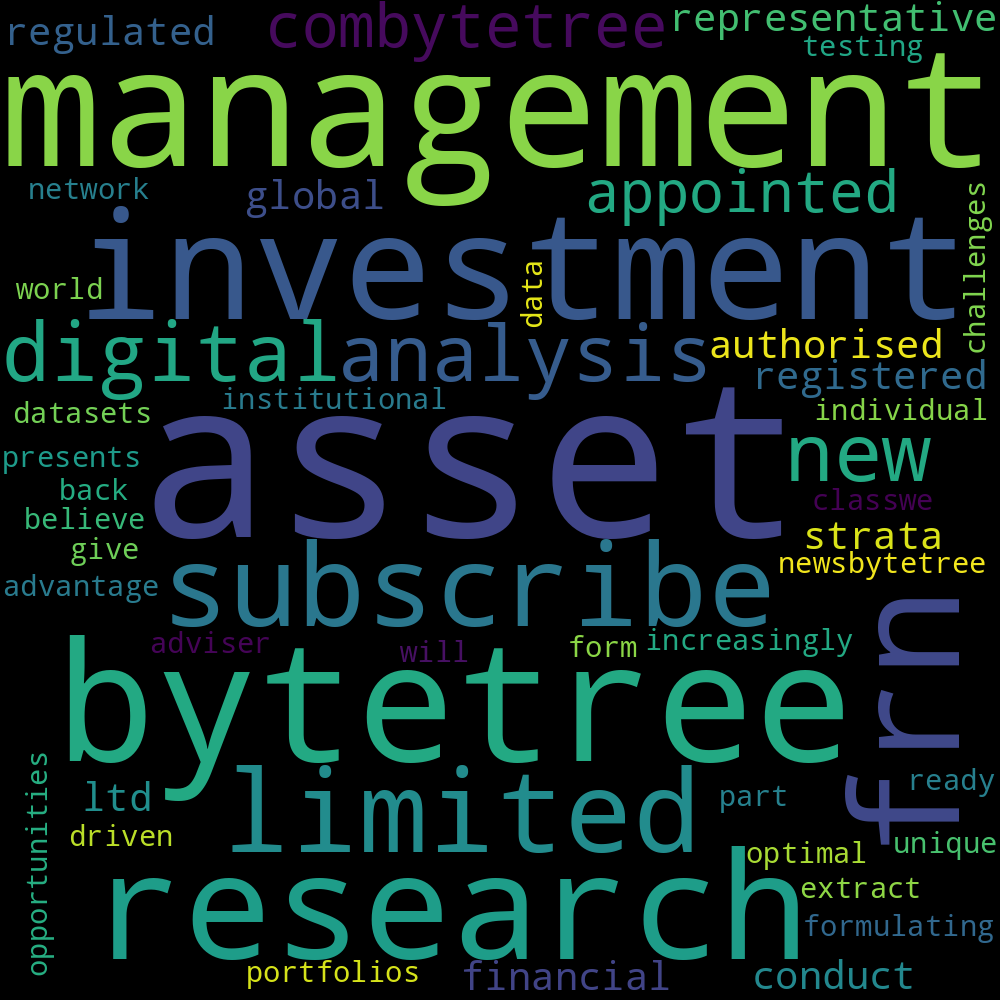 regulated combytetree representative
testing
management
network global appointed
challenges
investment
world
data
digital analysis authorised
registered
institutional
datasets individual
asset
new
presents
back
classwe
believe
strata
give
newsbytetree
advantage
subscribe
frn
adviser will form increasingly
bytetree
opportunities
ltd limited part ready
driven
unique
optimal
research
extract
formulating
portfolios financial conduct